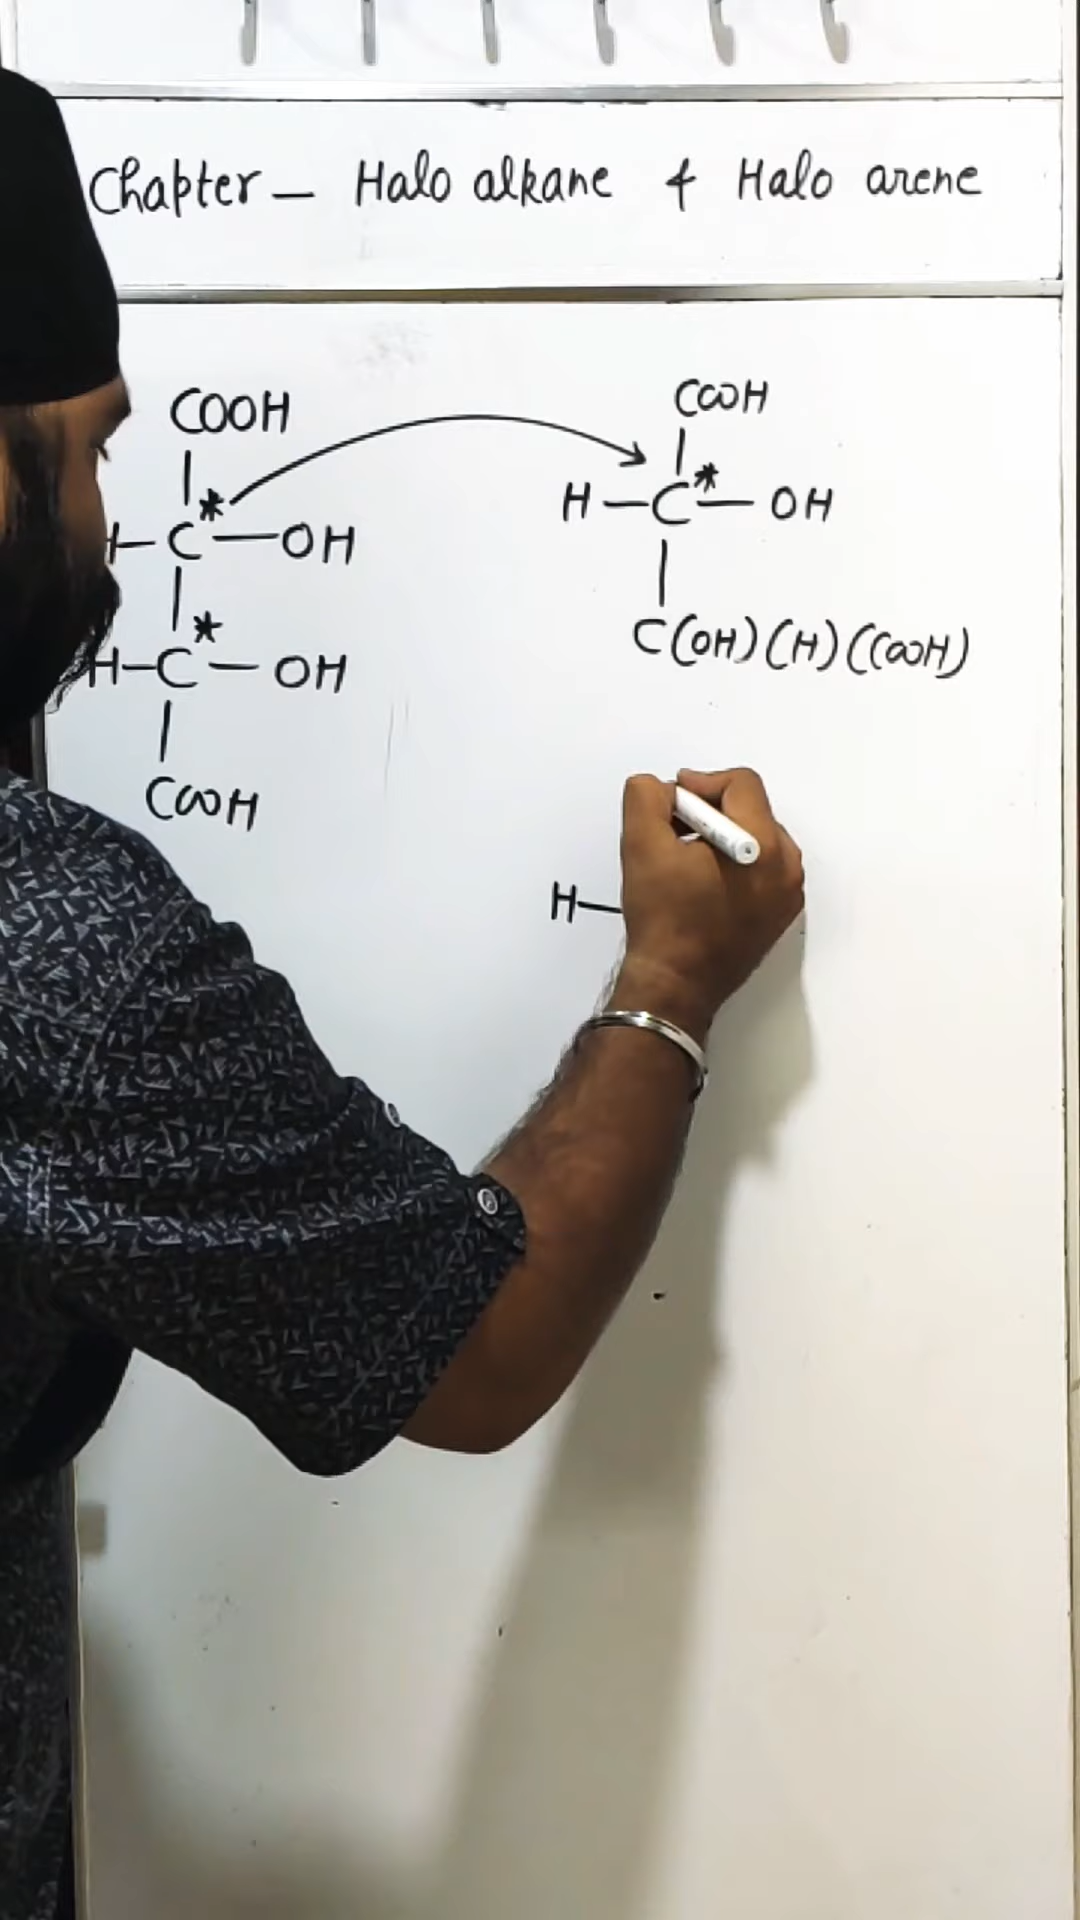 Chapter — Halo alkane & Halo arene
COOH
*
C — OH
*
H — C — OH
COOH
COOH
*
H — C — OH
C(OH)(H)(COOH)
H —